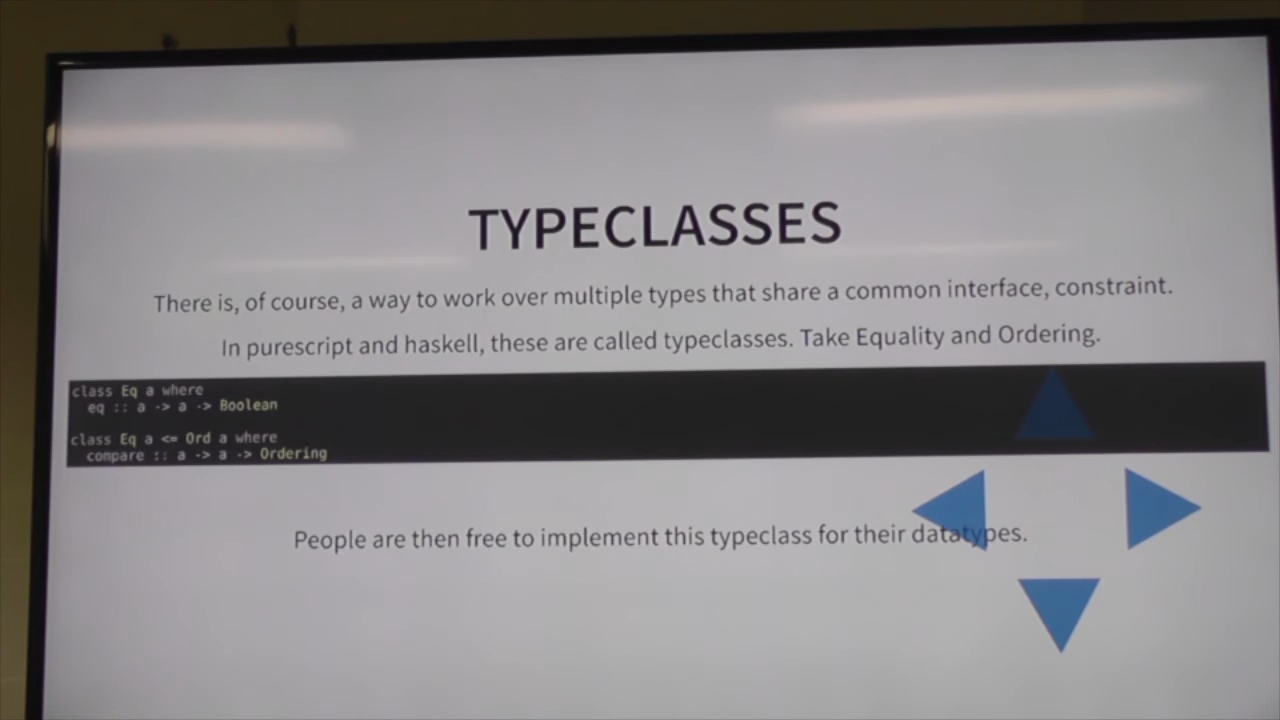 TYPECLASSES
There is, of course, a way to work over multiple types that share a common interface, constraint.
In purescript and haskell, these are called typeclasses. Take Equality and Ordering.
class Eq a where
  eq :: a -> a -> Boolean
class Eq a <= Ord a where
  compare :: a -> a -> Ordering
People are then free to implement this typeclass for their datatypes.